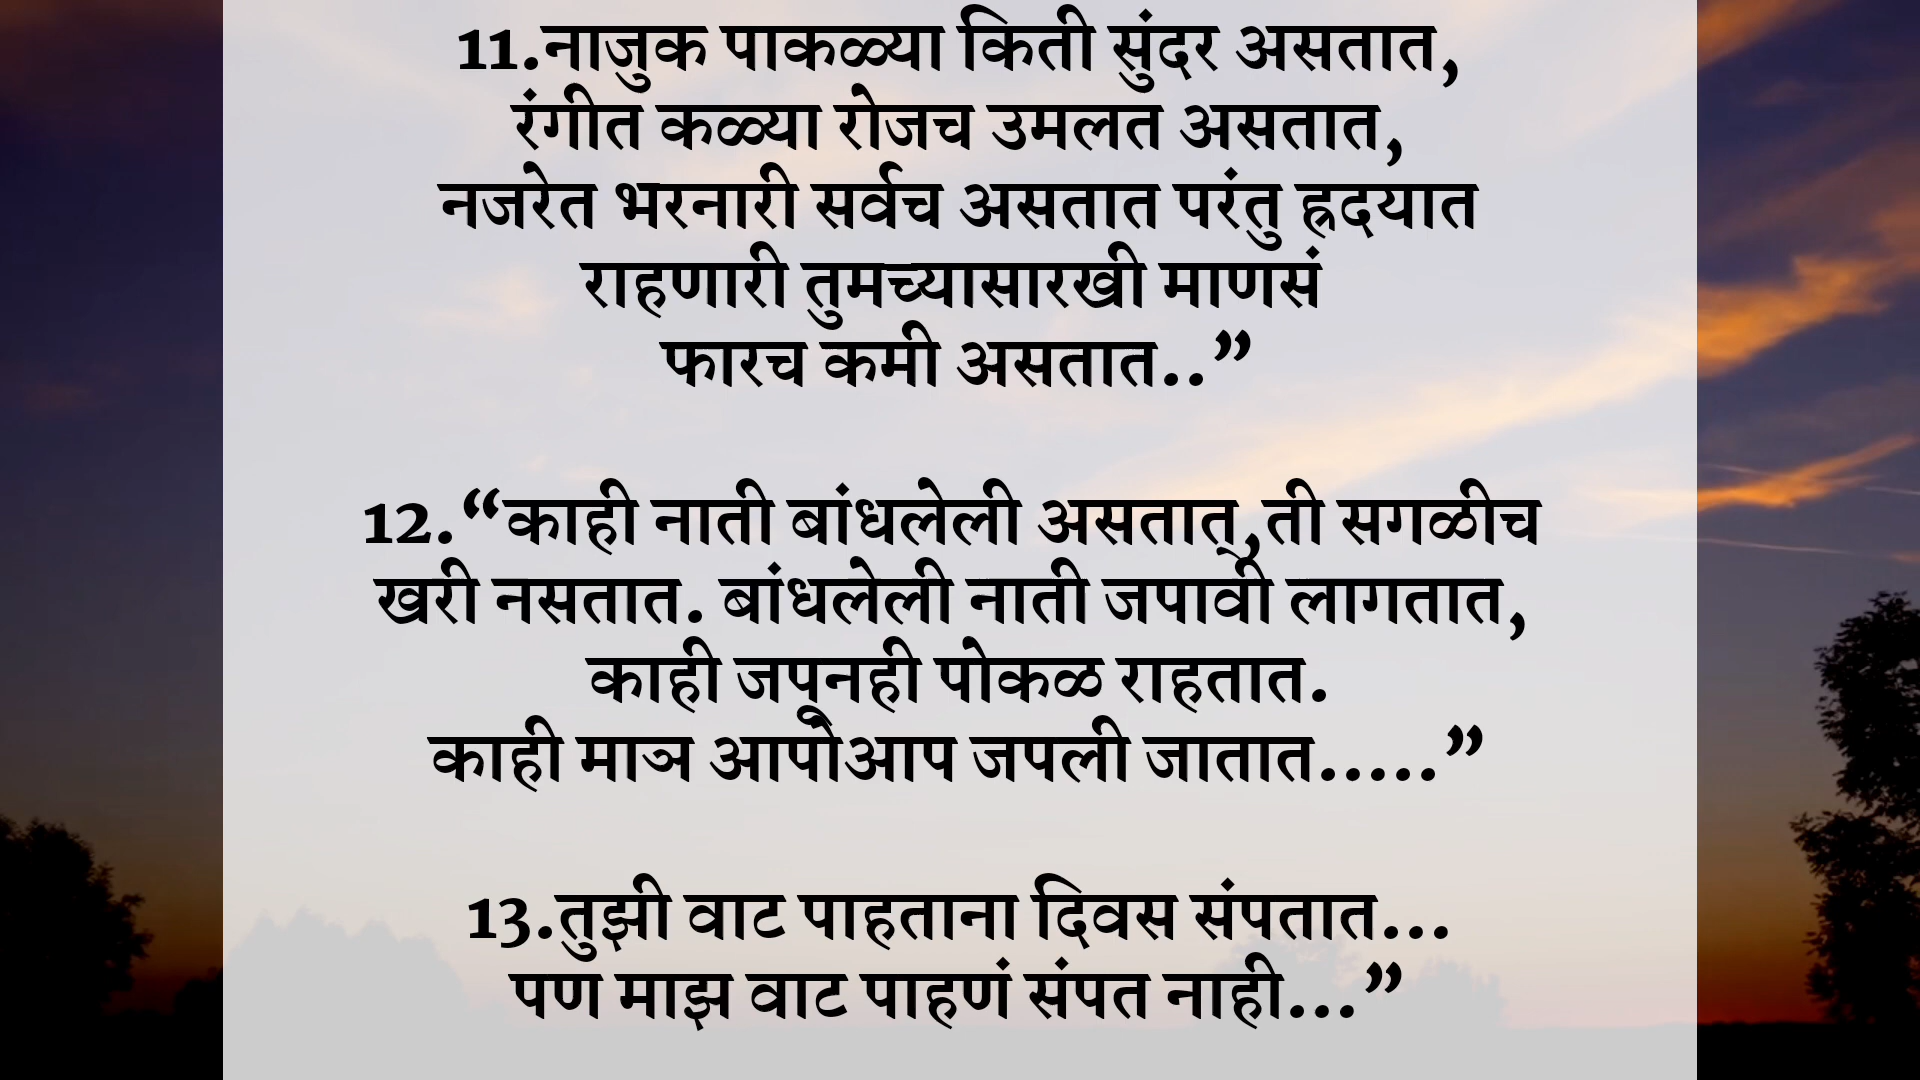 11.नाजुक पाकळ्या किती सुंदर असतात,
रंगीत कळ्या रोजच उमलत असतात,
नजरेत भरनारी सर्वच असतात परंतु ह्रदयात
राहणारी तुमच्यासारखी माणसं
फारच कमी असतात..”
12.“काही नाती बांधलेली असतात्,ती सगळीच
खरी नसतात. बांधलेली नाती जपावी लागतात,
काही जपूनही पोकळ राहतात.
काही माञ आपोआप जपली जातात.....”
13.तुझी वाट पाहताना दिवस संपतात...
पण माझ वाट पाहणं संपत नाही...”